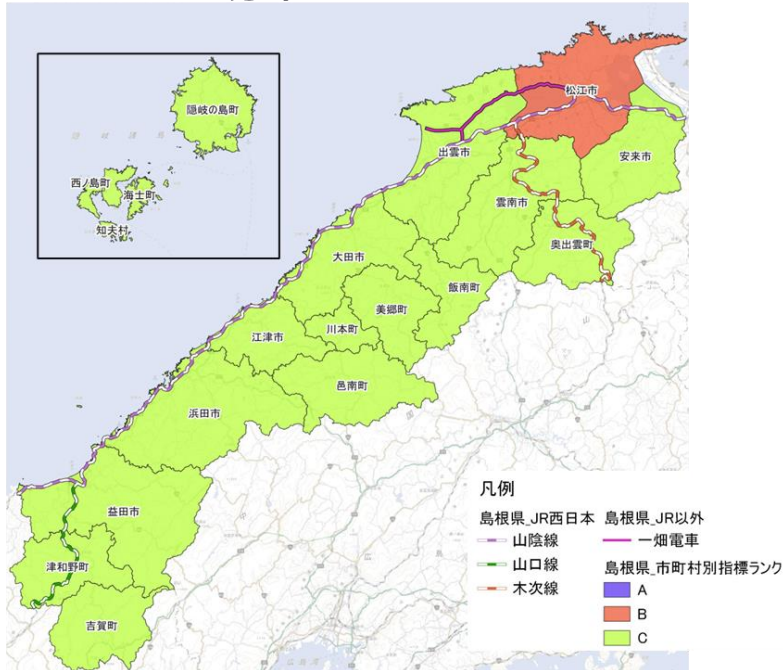 隠岐の島町
西ノ島町
海士町
知夫村
松江市
出雲市
安来市
雲南市
奥出雲町
大田市
飯南町
美郷町
川本町
江津市
邑南町
浜田市
益田市
津和野町
吉賀町
凡例
島根県_JR西日本
山陰線
山口線
木次線
島根県_JR以外
一畑電車
島根県_市町村別指標ランク
A
B
C